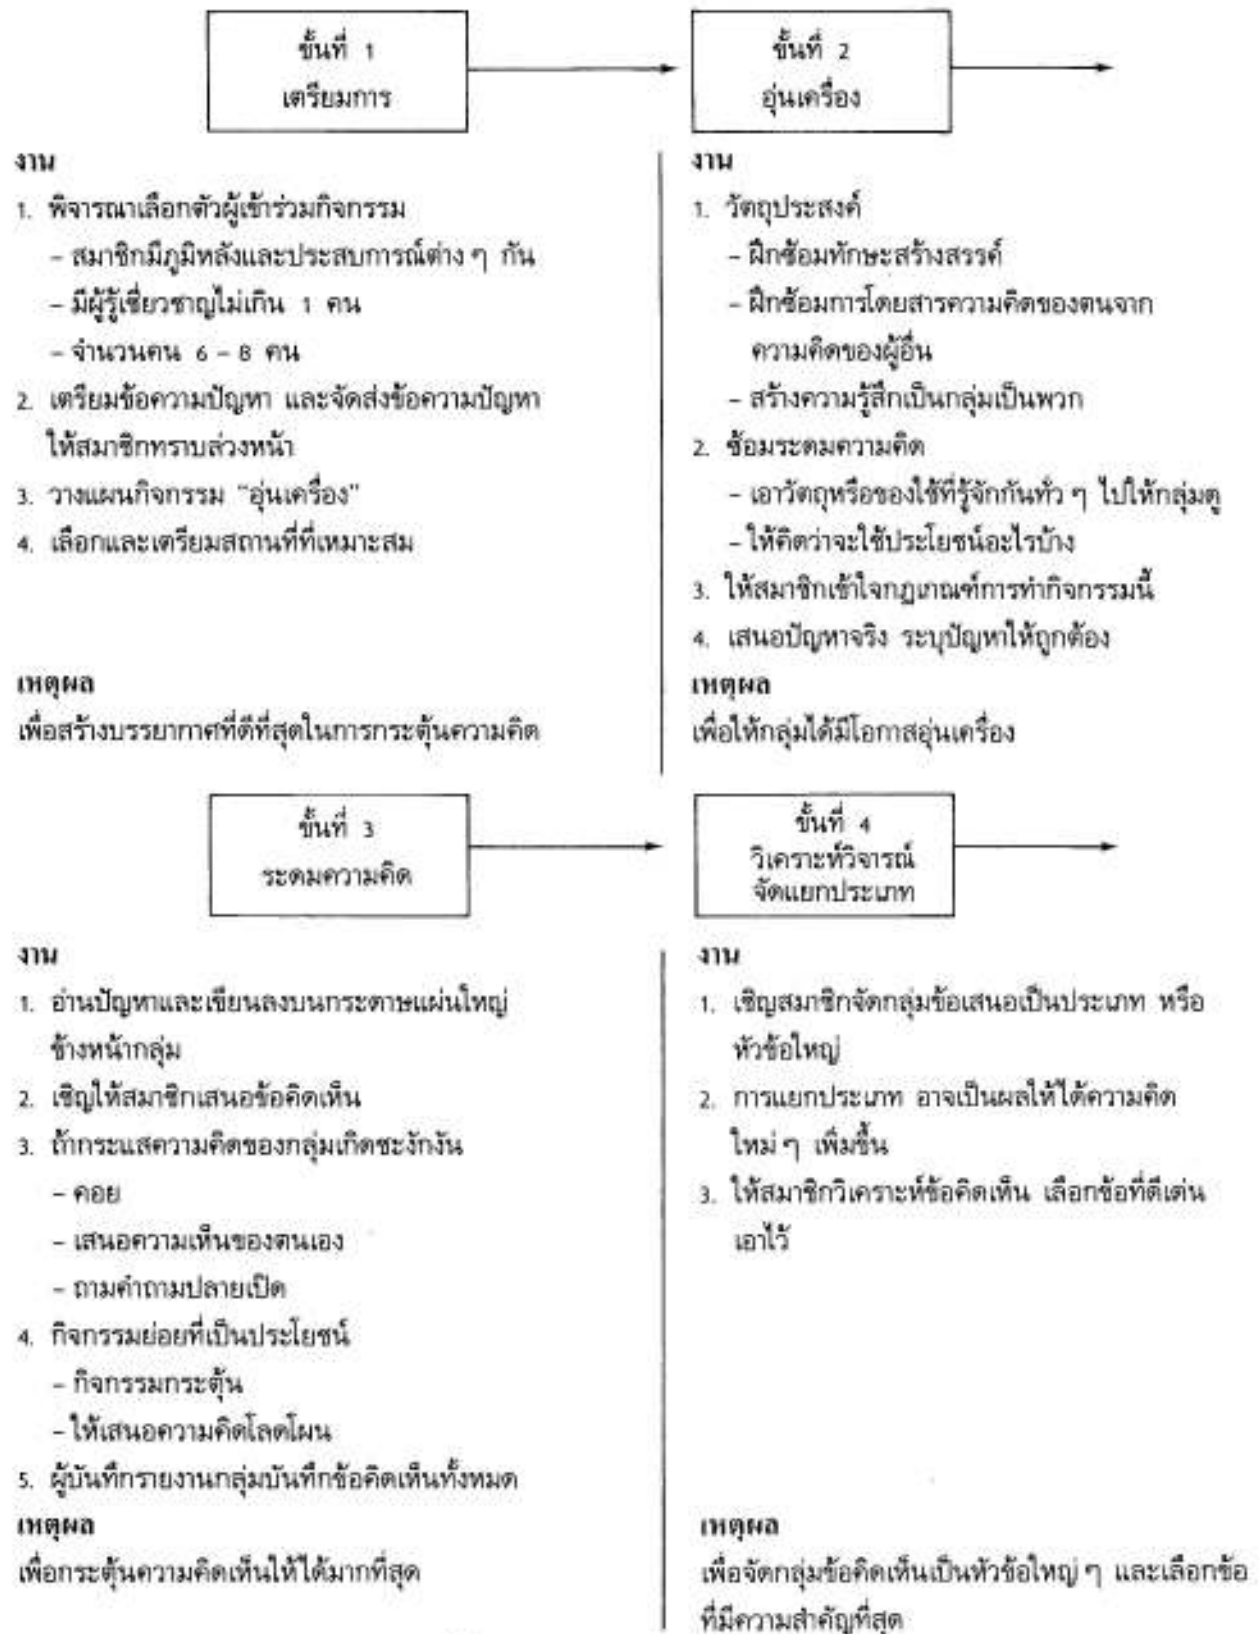 ขั้นที่ 1
เตรียมการ
งาน
1. พิจารณาเลือกตัวผู้เข้าร่วมกิจกรรม
– สมาชิกมีภูมิหลังและประสบการณ์ต่าง ๆ กัน
– มีผู้รู้เชี่ยวชาญไม่เกิน 1 คน
– จำนวนคน 6 – 8 คน
2. เตรียมข้อความปัญหา และจัดส่งข้อความปัญหา
ให้สมาชิกทราบล่วงหน้า
3. วางแผนกิจกรรม "อุ่นเครื่อง"
4. เลือกและเตรียมสถานที่ที่เหมาะสม
เหตุผล
เพื่อสร้างบรรยากาศที่ดีที่สุดในการกระตุ้นความคิด
ขั้นที่ 2
อุ่นเครื่อง
งาน
1. วัตถุประสงค์
– ฝึกซ้อมทักษะสร้างสรรค์
– ฝึกซ้อมการโดยสารความคิดของตนจาก
ความคิดของผู้อื่น
– สร้างความรู้สึกเป็นกลุ่มเป็นพวก
2. ซ้อมระดมความคิด
– เอาวัตถุหรือของใช้ที่รู้จักกันทั่ว ๆ ไปให้กลุ่มดู
– ให้คิดว่าจะใช้ประโยชน์อะไรบ้าง
3. ให้สมาชิกเข้าใจกฎเกณฑ์การทำกิจกรรมนี้
4. เสนอปัญหาจริง ระบุปัญหาให้ถูกต้อง
เหตุผล
เพื่อให้กลุ่มได้มีโอกาสอุ่นเครื่อง
ขั้นที่ 3
ระดมความคิด
งาน
1. อ่านปัญหาและเขียนลงบนกระดาษแผ่นใหญ่
ข้างหน้ากลุ่ม
2. เชิญให้สมาชิกเสนอข้อคิดเห็น
3. ถ้ากระแสความคิดของกลุ่มเกิดชะงักงัน
– คอย
– เสนอความเห็นของตนเอง
– ถามคำถามปลายเปิด
4. กิจกรรมย่อยที่เป็นประโยชน์
– กิจกรรมกระตุ้น
– ให้เสนอความคิดโลดโผน
5. ผู้บันทึกรายงานกลุ่มบันทึกข้อคิดเห็นทั้งหมด
เหตุผล
เพื่อกระตุ้นความคิดเห็นให้ได้มากที่สุด
ขั้นที่ 4
วิเคราะห์วิจารณ์
จัดแยกประเภท
งาน
1. เชิญสมาชิกจัดกลุ่มข้อเสนอเป็นประเภท หรือ
หัวข้อใหญ่
2. การแยกประเภท อาจเป็นผลให้ได้ความคิด
ใหม่ ๆ เพิ่มขึ้น
3. ให้สมาชิกวิเคราะห์ข้อคิดเห็น เลือกข้อที่ดีเด่น
เอาไว้
เหตุผล
เพื่อจัดกลุ่มข้อคิดเห็นเป็นหัวข้อใหญ่ ๆ และเลือกข้อ
ที่มีความสำคัญที่สุด